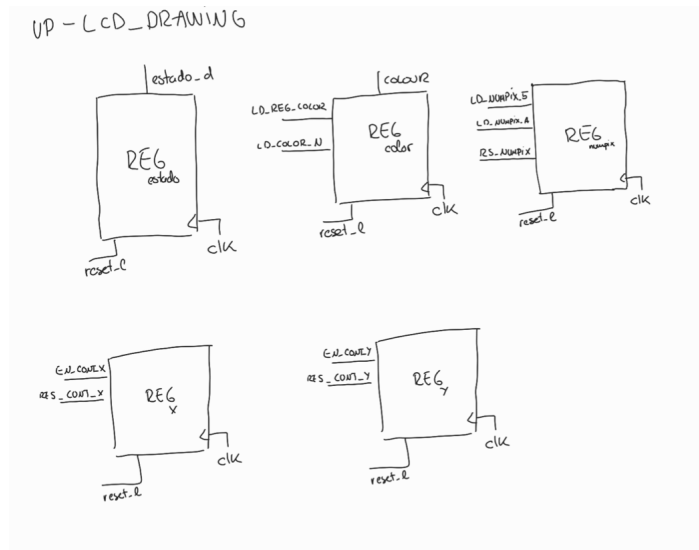 UP-LCD_DRAWING
estado_d
REG
estado
clk
reset_l
COLOUR
LD_REG_COLOR
LD_COLOR_N
REG
color
clk
reset_l
LD_NUMPIX_5
LD_NUMPIX_A
RS_NUMPIX
REG
numpix
clk
reset_l
EN_CONT_X
RES_CONT_X
REG
x
clk
reset_l
EN_CONT_Y
RES_CONT_Y
REG
Y
clk
reset_l